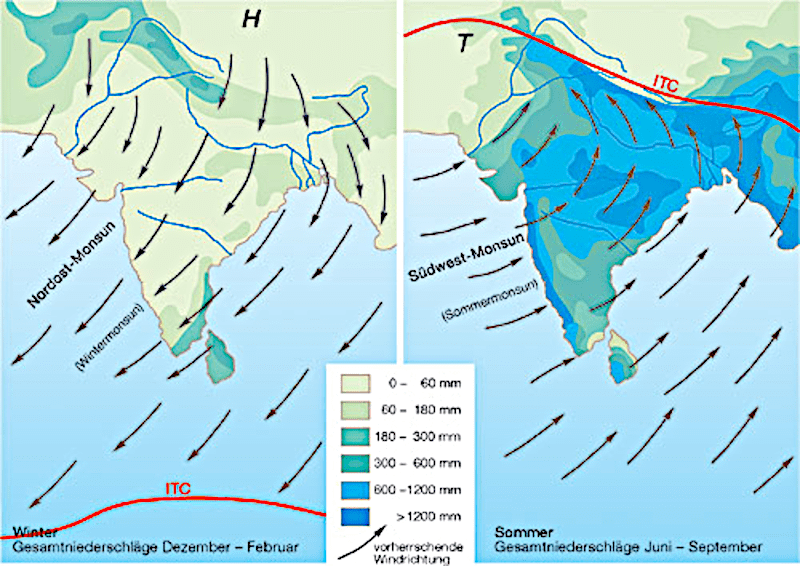 H
Nordost-Monsun
(Wintermonsun)
ITC
Winter
Gesamtniederschläge Dezember – Februar
T
ITC
Südwest-Monsun
(Sommermonsun)
0 – 60 mm
60 – 180 mm
180 – 300 mm
300 – 600 mm
600 – 1200 mm
> 1200 mm
vorherrschende
Windrichtung
Sommer
Gesamtniederschläge Juni – September